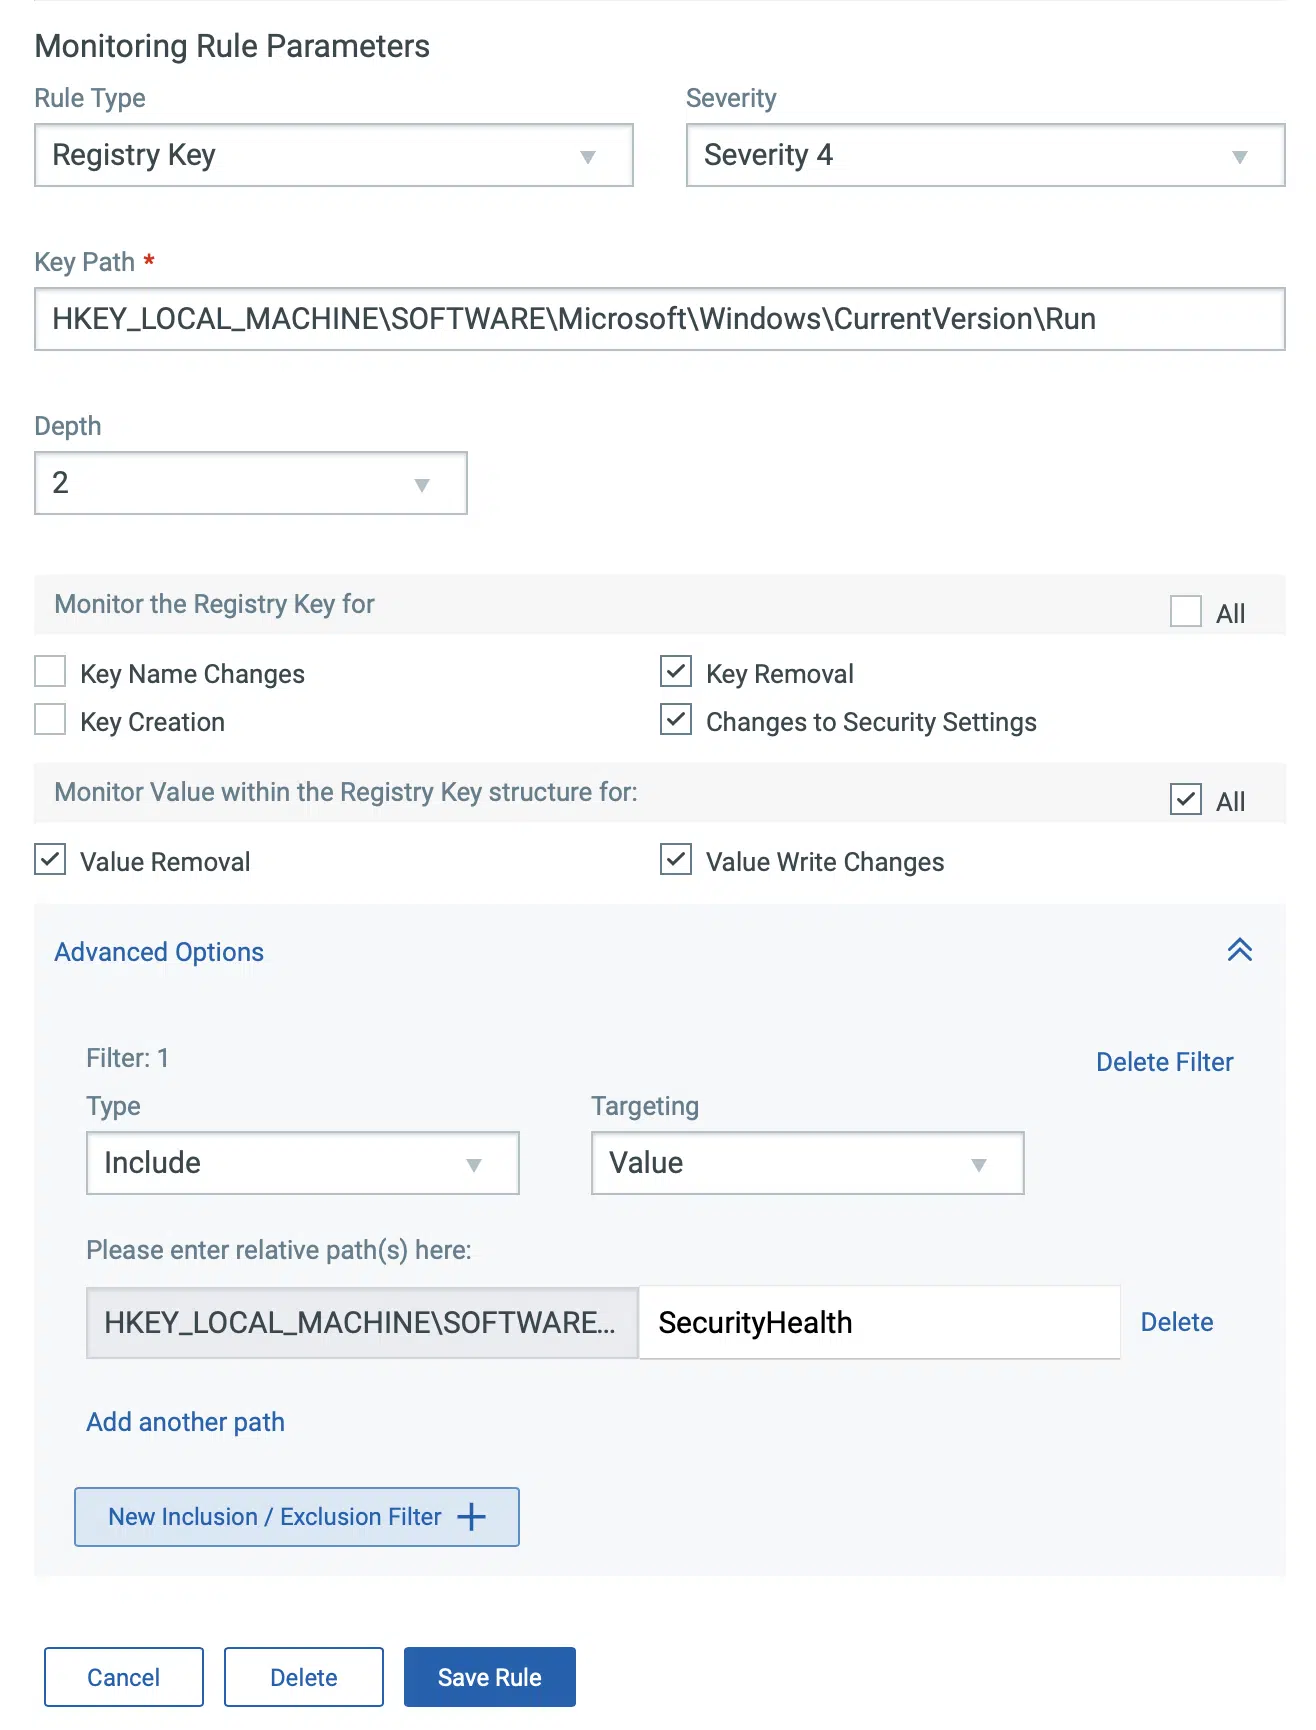 Monitoring Rule Parameters
Rule Type
Severity
Registry Key
Severity 4
Key Path *
HKEY_LOCAL_MACHINE\SOFTWARE\Microsoft\Windows\CurrentVersion\Run
Depth
2
Monitor the Registry Key for
All
Key Name Changes
Key Removal
Key Creation
Changes to Security Settings
Monitor Value within the Registry Key structure for:
All
Value Removal
Value Write Changes
Advanced Options
Filter: 1
Delete Filter
Type
Targeting
Include
Value
Please enter relative path(s) here:
HKEY_LOCAL_MACHINE\SOFTWARE...
SecurityHealth
Delete
Add another path
New Inclusion / Exclusion Filter +
Cancel
Delete
Save Rule